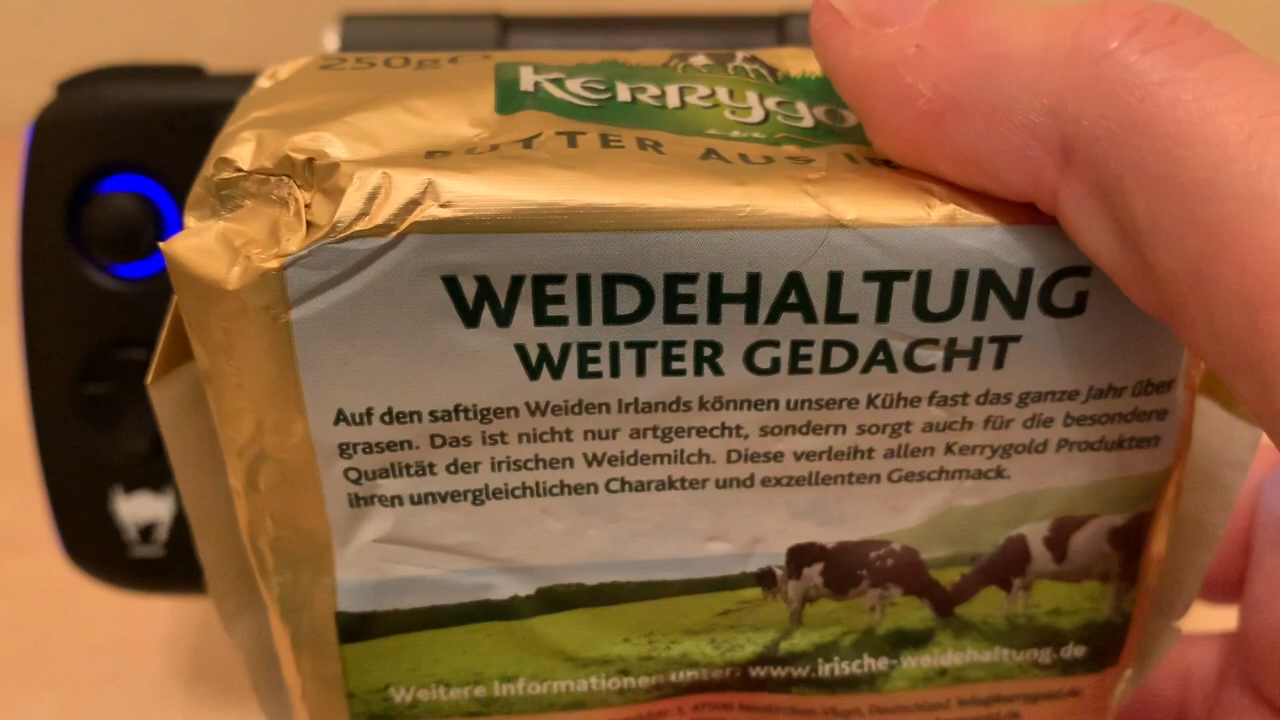 250g e
KERRYGO
BUTTER AUS IR
WEIDEHALTUNG
WEITER GEDACHT
Auf den saftigen Weiden Irlands können unsere Kühe fast das ganze Jahr über
grasen. Das ist nicht nur artgerecht, sondern sorgt auch für die besondere
Qualität der irischen Weidemilch. Diese verleiht allen Kerrygold Produkten
ihren unvergleichlichen Charakter und exzellenten Geschmack.
Weitere Informationen unter: www.irische-weidehaltung.de